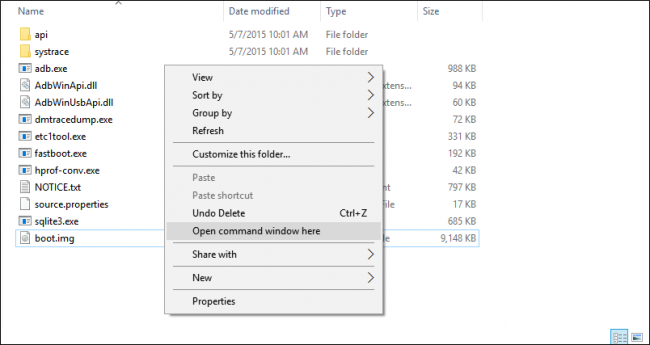 Name Date modified Type Size
api 5/7/2015 10:01 AM File folder
systrace 5/7/2015 10:01 AM File folder
adb.exe 988 KB
AdbWinApi.dll xtens... 94 KB
AdbWinUsbApi.dll xtens... 60 KB
dmtracedump.exe 72 KB
etc1tool.exe 331 KB
fastboot.exe 192 KB
hprof-conv.exe 42 KB
NOTICE.txt nt 797 KB
source.properties File 17 KB
sqlite3.exe 685 KB
boot.img le 9,148 KB
View
Sort by
Group by
Refresh
Customize this folder...
Paste
Paste shortcut
Undo Delete Ctrl+Z
Open command window here
Share with
New
Properties